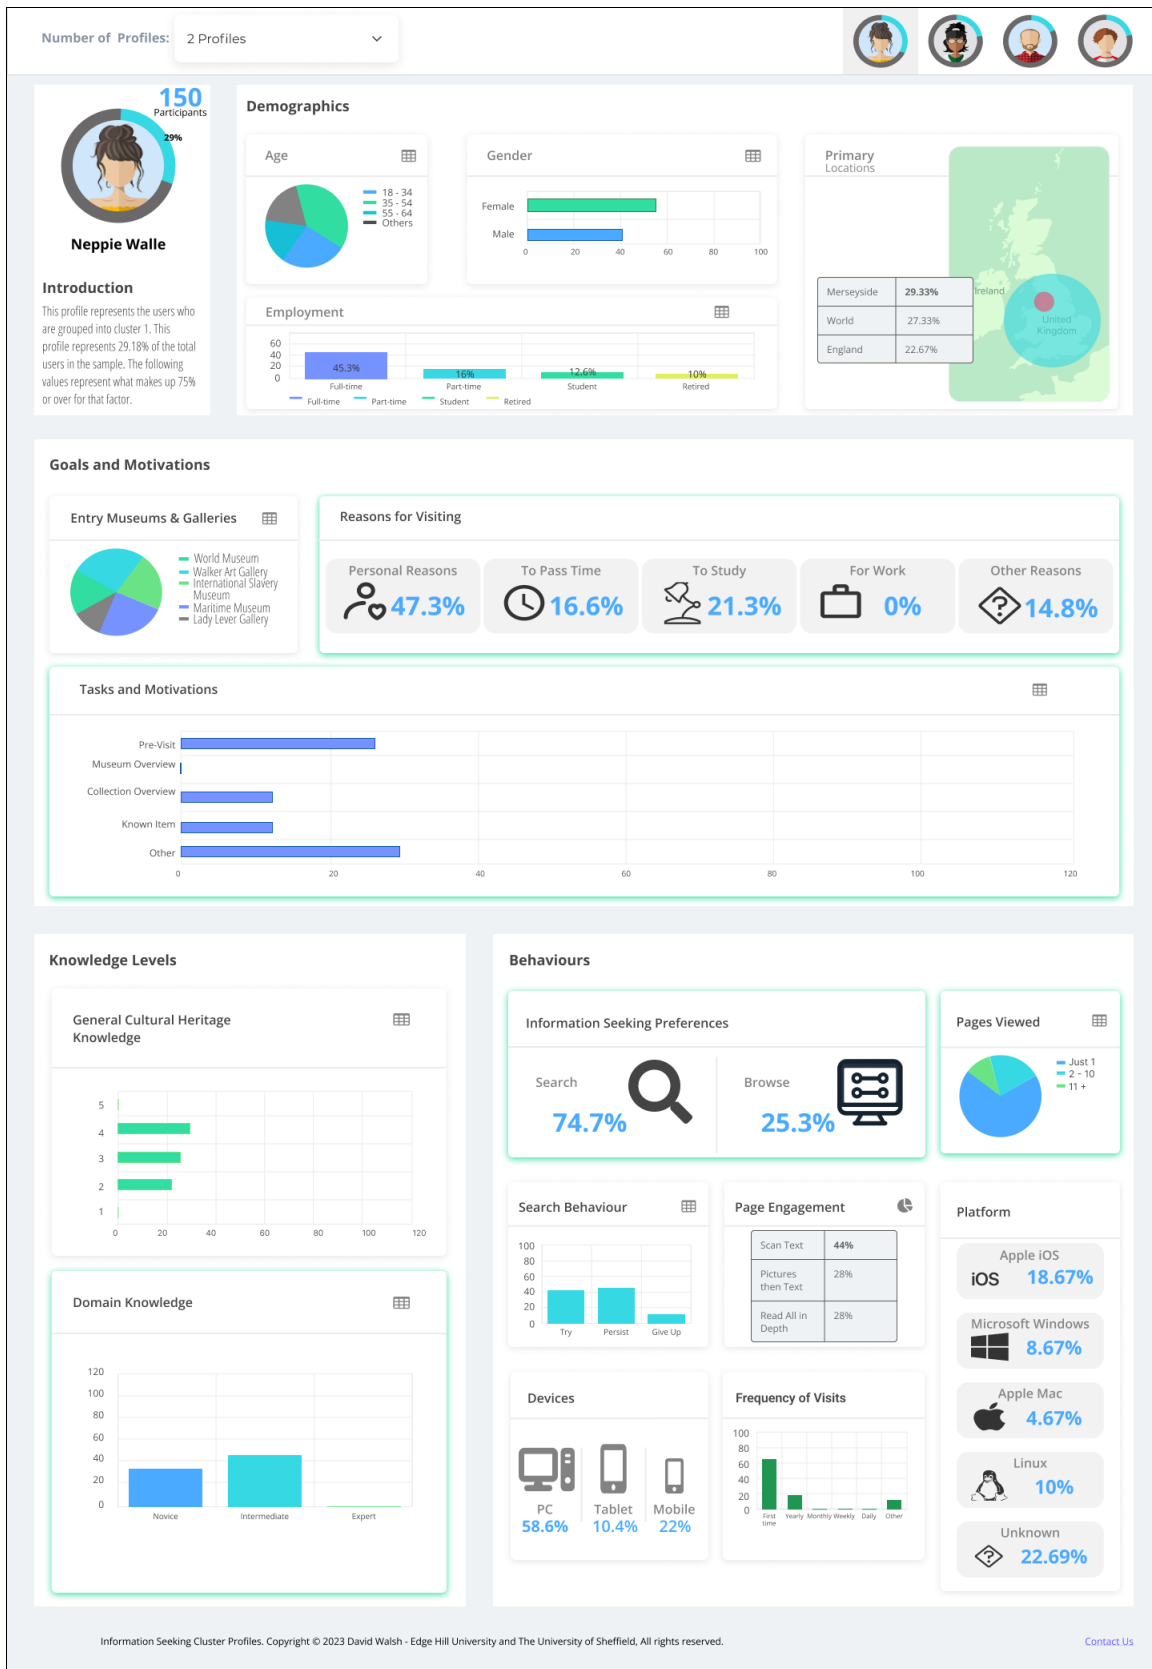 Number of Profiles:
2 Profiles
150
Participants
29%
Neppie Walle
Introduction
This profile represents the users who
are grouped into cluster 1. This
profile represents 29.18% of the total
users in the sample. The following
values represent what makes up 75%
or over for that factor.
Demographics
Age
18 - 34
35 - 54
55 - 64
Others
Gender
Female
Male
0 20 40 60 80 100
Primary
Locations
Ireland
United
Kingdom
Merseyside 29.33%
World 27.33%
England 22.67%
Employment
60
40
20
0
45.3% 16% 12.6% 10%
Full-time Part-time Student Retired
Full-time Part-time Student Retired
Goals and Motivations
Entry Museums & Galleries
World Museum
Walker Art Gallery
International Slavery
Museum
Maritime Museum
Lady Lever Gallery
Reasons for Visiting
Personal Reasons
47.3%
To Pass Time
16.6%
To Study
21.3%
For Work
0%
Other Reasons
14.8%
Tasks and Motivations
Pre-Visit
Museum Overview
Collection Overview
Known Item
Other
0 20 40 60 80 100 120
Knowledge Levels
General Cultural Heritage
Knowledge
5
4
3
2
1
0 20 40 60 80 100 120
Domain Knowledge
120
100
80
60
40
20
0
Novice Intermediate Expert
Behaviours
Information Seeking Preferences
Search
74.7%
Browse
25.3%
Pages Viewed
Just 1
2 - 10
11 +
Search Behaviour
100
80
60
40
20
0
Try Persist Give Up
Page Engagement
Scan Text 44%
Pictures
then Text
28%
Read All in
Depth
28%
Platform
Apple iOS
iOS 18.67%
Microsoft Windows
8.67%
Apple Mac
4.67%
Linux
10%
Unknown
22.69%
Devices
PC
58.6%
Tablet
10.4%
Mobile
22%
Frequency of Visits
100
80
60
40
20
0
First
time
Yearly Monthly Weekly Daily Other
Information Seeking Cluster Profiles. Copyright © 2023 David Walsh - Edge Hill University and The University of Sheffield, All rights reserved.
Contact Us